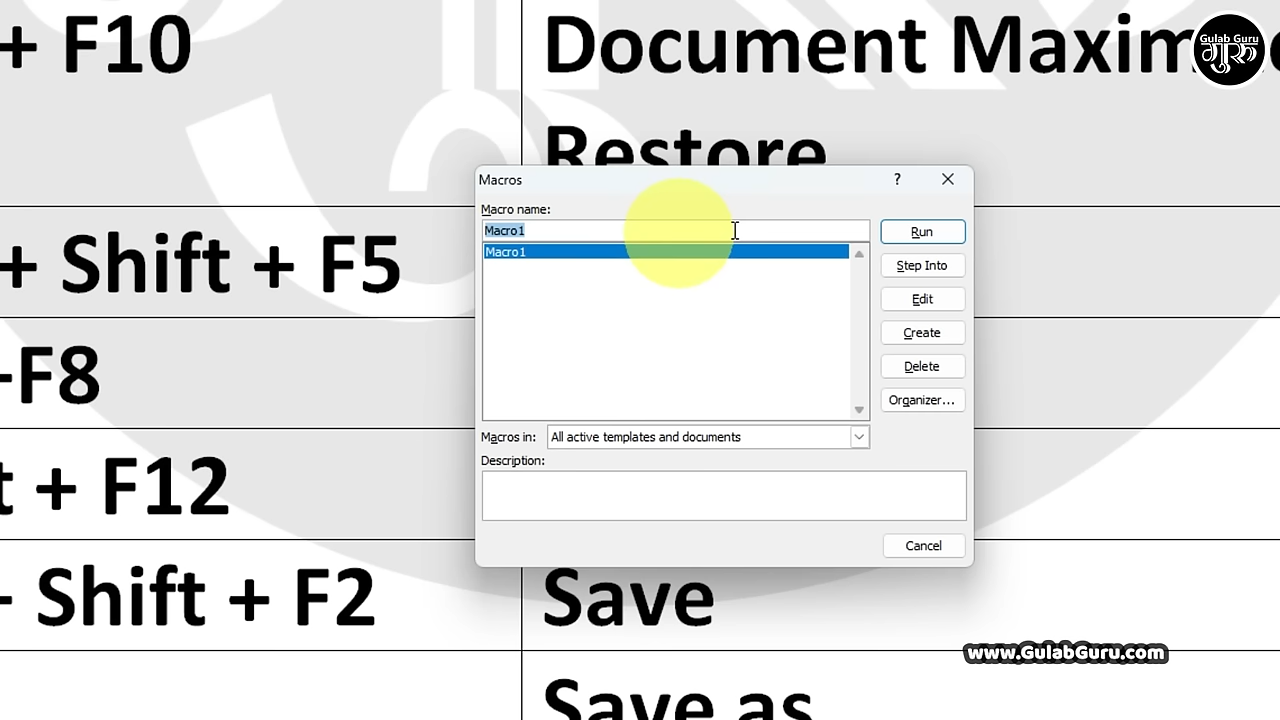 + F10
Document Maxim
Gulab Guru
गुरु
Restore
+ Shift + F5
-F8
+ F12
Shift + F2
Save
Save as
Macros
?
Macro name:
Macro1
Macro1
Run
Step Into
Edit
Create
Delete
Organizer...
Macros in:
All active templates and documents
Description:
Cancel
www.GulabGuru.com